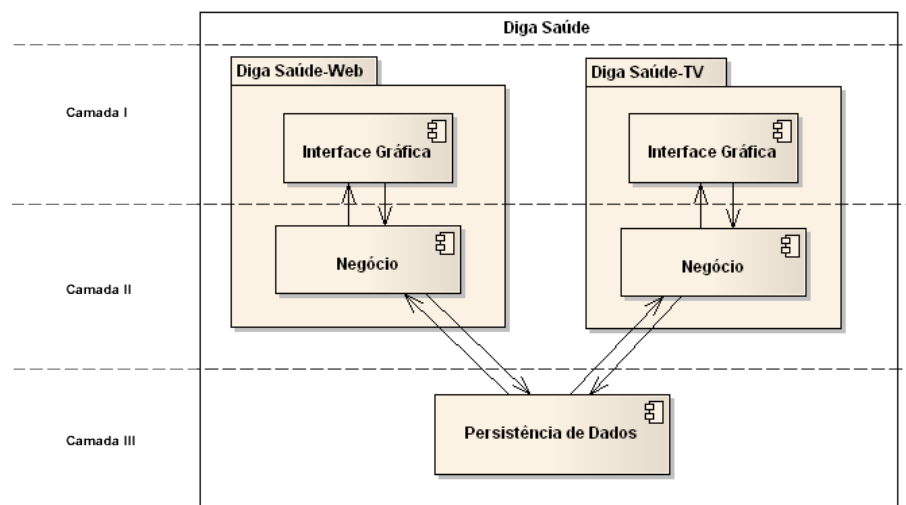 Diga Saúde
Diga Saúde-Web
Diga Saúde-TV
Camada I
Interface Gráfica
Interface Gráfica
Negócio
Negócio
Camada II
Persistência de Dados
Camada III